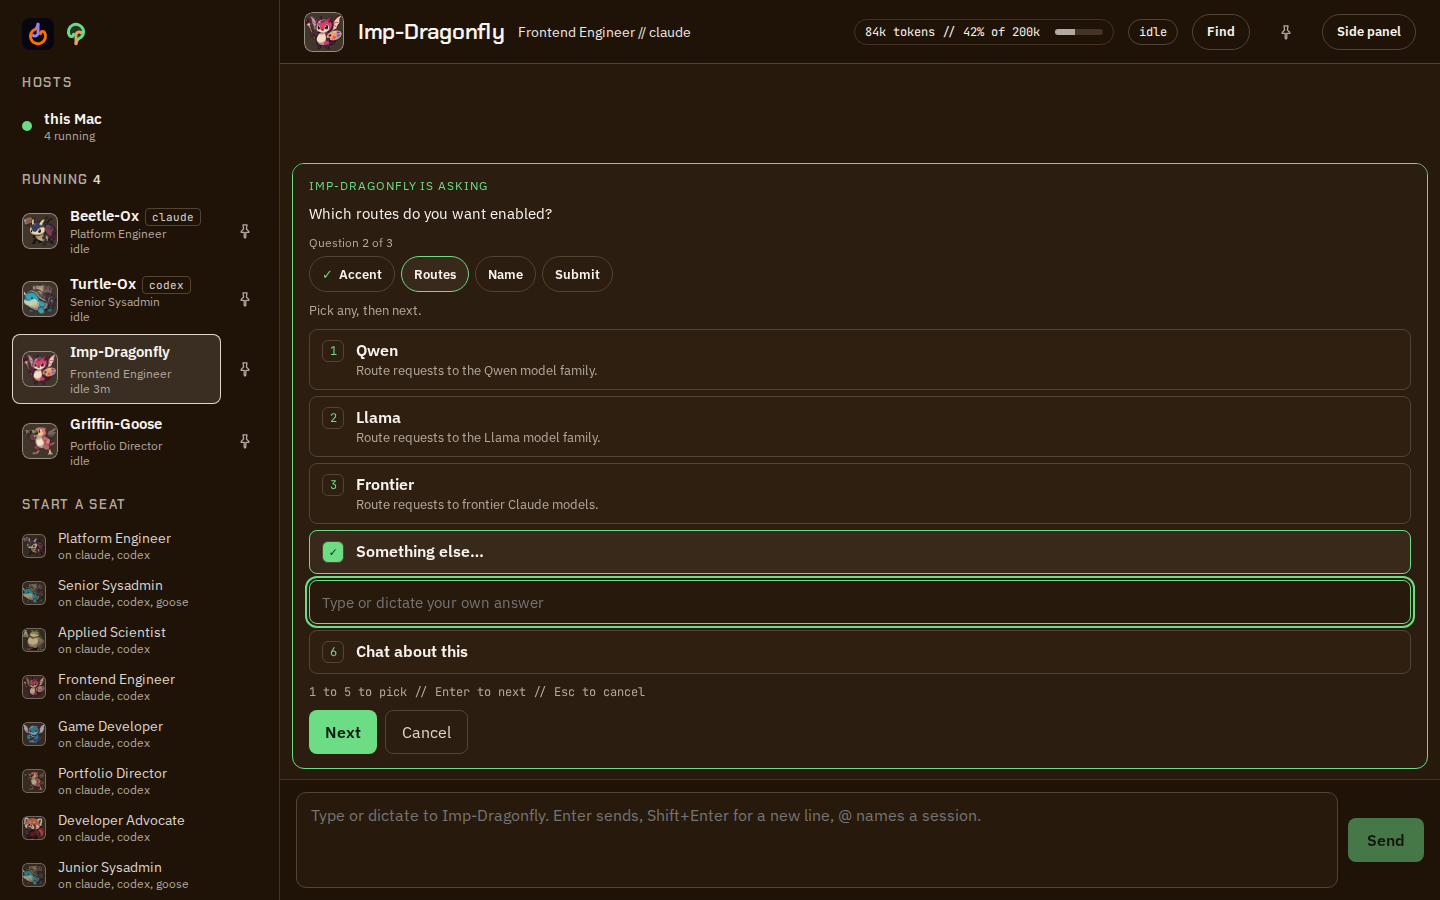 HOSTS
this Mac
4 running
RUNNING 4
Beetle-Ox claude
Platform Engineer
idle
Turtle-Ox codex
Senior Sysadmin
idle
Imp-Dragonfly
Frontend Engineer
idle 3m
Griffin-Goose
Portfolio Director
idle
START A SEAT
Platform Engineer
on claude, codex
Senior Sysadmin
on claude, codex, goose
Applied Scientist
on claude, codex
Frontend Engineer
on claude, codex
Game Developer
on claude, codex
Portfolio Director
on claude, codex
Developer Advocate
on claude, codex
Junior Sysadmin
on claude, codex, goose
Imp-Dragonfly Frontend Engineer // claude 84k tokens // 42% of 200k idle Find Side panel
IMP-DRAGONFLY IS ASKING
Which routes do you want enabled?
Question 2 of 3
✓ Accent Routes Name Submit
Pick any, then next.
1 Qwen
Route requests to the Qwen model family.
2 Llama
Route requests to the Llama model family.
3 Frontier
Route requests to frontier Claude models.
✓ Something else...
Type or dictate your own answer
6 Chat about this
1 to 5 to pick // Enter to next // Esc to cancel
Next Cancel
Type or dictate to Imp-Dragonfly. Enter sends, Shift+Enter for a new line, @ names a session.
Send